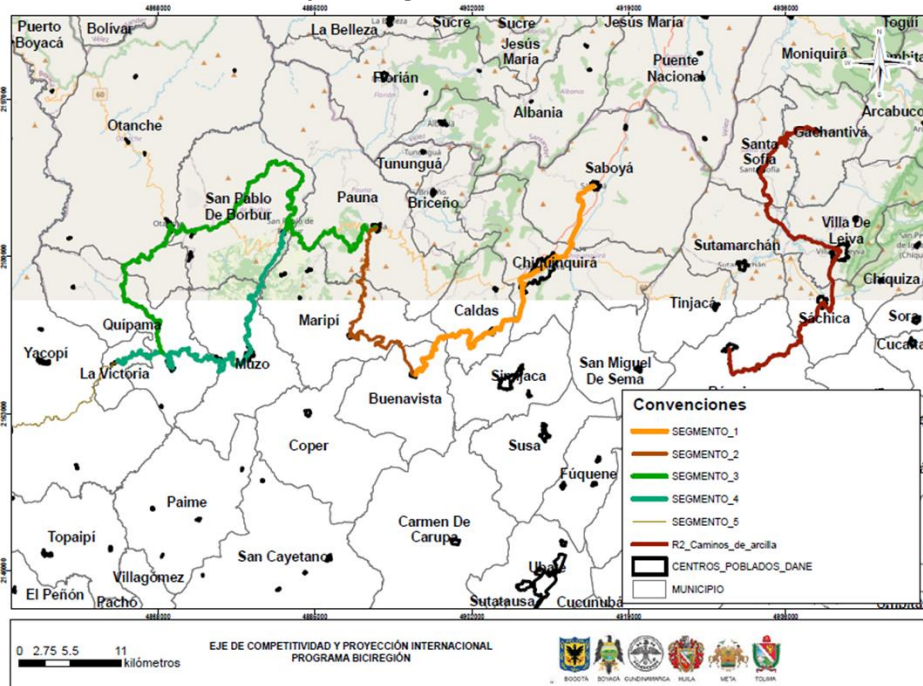 Puerto
Boyacá
Bolívar
La Belleza
Sucre
Sucre
Jesús
María
Jesús María
Togüí
Florián
Puente
Nacional
Moniquirá
Otanche
Albania
Arcabuco
Gachantivá
Tununguá
Santa
Sofía
Saboyá
San Pablo
De Borbur
Pauna
Briceño
Villa De
Leiva
Sutamarchán
Chiquinquirá
Chíquiza
Tinjacá
Caldas
Quípama
Maripí
Sáchica
Sora
Yacopí
Muzo
La Victoria
Simijaca
San Miguel
De Sema
Cucaita
Buenavista
Coper
Susa
Fúquene
Paime
Carmen De
Carupa
Topaipí
San Cayetano
Ubaté
Villagómez
El Peñón
Pacho
Sutatausa
Cucunubá
Convenciones
SEGMENTO_1
SEGMENTO_2
SEGMENTO_3
SEGMENTO_4
SEGMENTO_5
R2_Caminos_de_arcilla
CENTROS_POBLADOS_DANE
MUNICIPIO
0 2.75 5.5 11
kilómetros
EJE DE COMPETITIVIDAD Y PROYECCIÓN INTERNACIONAL
PROGRAMA BICIREGIÓN
BOGOTÁ
BOYACÁ
CUNDINAMARCA
HUILA
META
TOLIMA